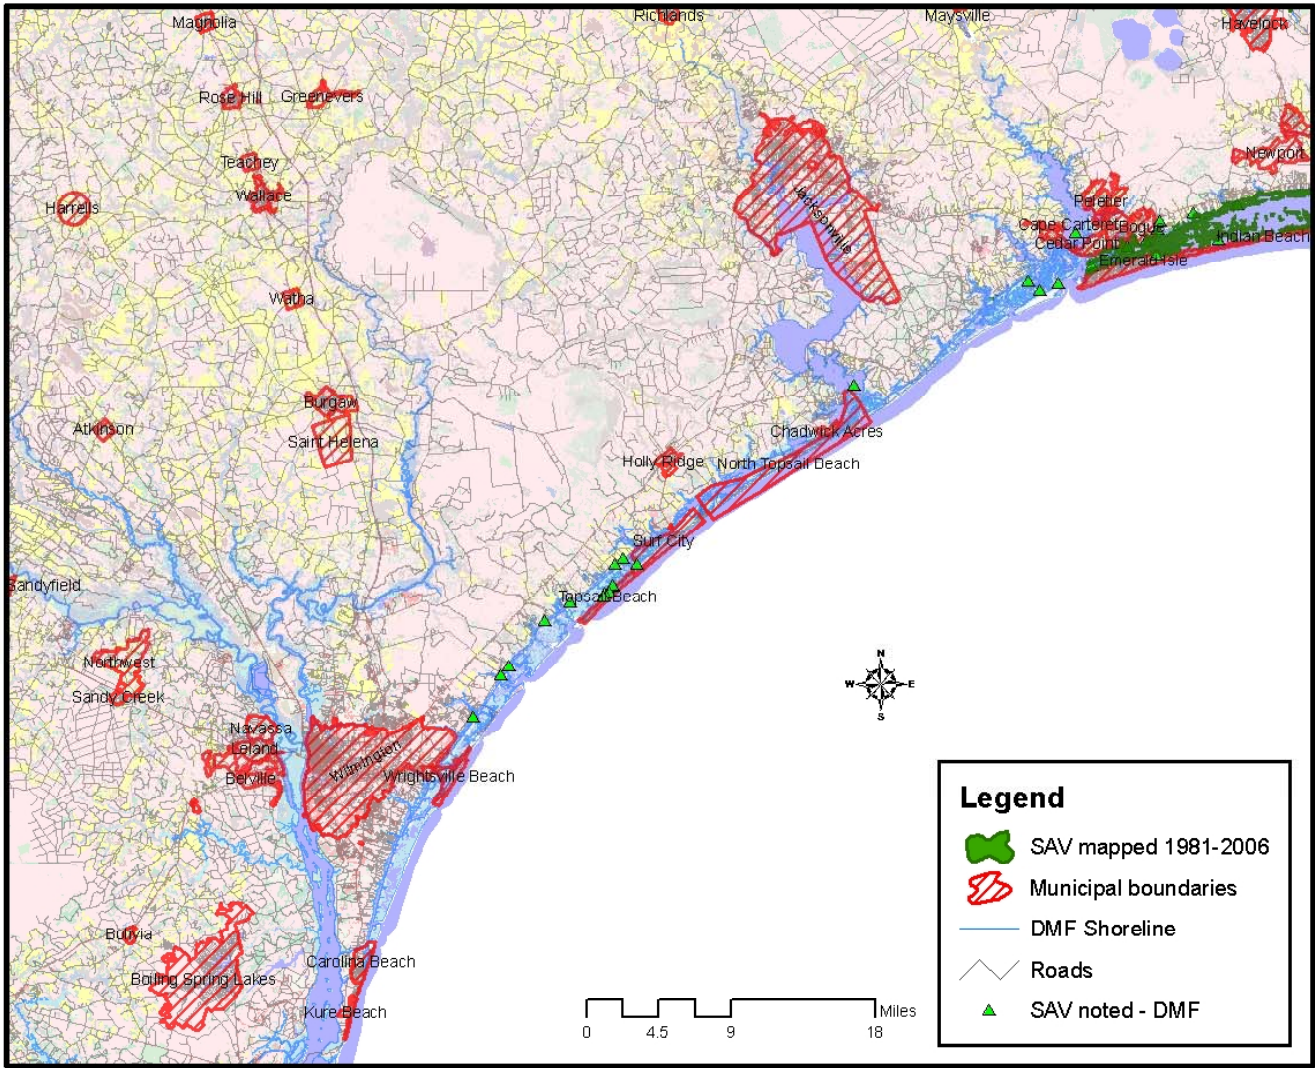 Magnolia
Richlands
Maysville
Havelock
Rose Hill
Greenevers
Teachey
Newport
Wallace
Harrells
Jacksonville
Peletier
Cape Carteret
Bogue
Cedar Point
Indian Beach
Emerald Isle
Watha
Burgaw
Atkinson
Saint Helena
Chadwick Acres
Holly Ridge
North Topsail Beach
Surf City
Sandyfield
Topsail Beach
Northwest
Sandy Creek
N
W E
S
Navassa
Leland
Belville
Wilmington
Wrightsville Beach
Legend
SAV mapped 1981-2006
Municipal boundaries
DMF Shoreline
Roads
SAV noted - DMF
Bolivia
Carolina Beach
Boiling Spring Lakes
Kure Beach
Miles
0 4.5 9 18